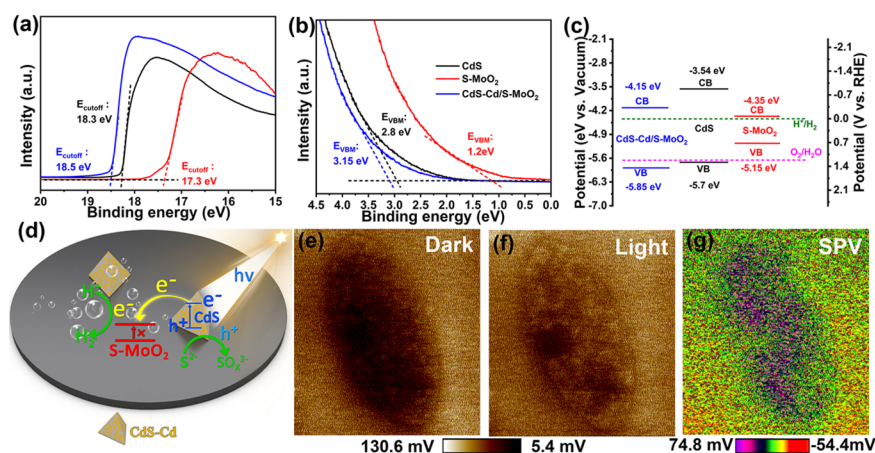 (a)
Intensity (a.u.)
E_cutoff:
18.3 eV
E_cutoff:
18.5 eV
E_cutoff:
17.3 eV
20 19 18 17 16 15
Binding energy (eV)
(b)
Intensity (a.u.)
CdS
S-MoO₂
CdS-Cd/S-MoO₂
E_VBM:
2.8 eV
E_VBM:
3.15 eV
E_VBM:
1.2eV
4.5 4.0 3.5 3.0 2.5 2.0 1.5 1.0 0.5 0.0
Binding energy (eV)
(c)
Potential (eV vs. Vacuum)
-2.1
-2.8
-3.5
-4.2
-4.9
-5.6
-6.3
-7.0
-4.15 eV
CB
CdS-Cd/S-MoO₂
VB
-5.85 eV
-3.54 eV
CB
CdS
VB
-5.7 eV
-4.35 eV
CB
S-MoO₂
VB
-5.15 eV
H⁺/H₂
O₂/H₂O
-2.1
-1.4
-0.7
0.0
0.7
1.4
2.1
Potential (V vs. RHE)
(d)
hν
e⁻
e⁻
e⁻
H⁺
H₂
CdS
h⁺
h⁺
S-MoO₂
S²⁻
SO₄²⁻
CdS-Cd
(e) Dark
(f) Light
(g) SPV
130.6 mV 5.4 mV
74.8 mV -54.4mV